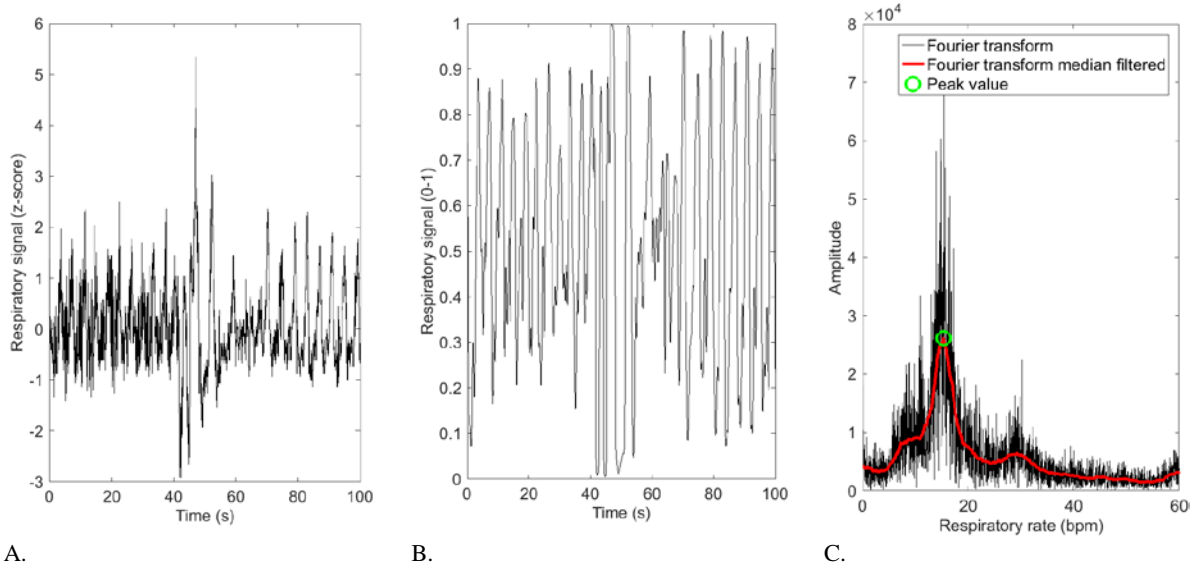 6
5
4
3
2
1
0
-1
-2
-3
0 20 40 60 80 100
Time (s)
Respiratory signal (z-score)
A.
1
0.9
0.8
0.7
0.6
0.5
0.4
0.3
0.2
0.1
0
0 20 40 60 80 100
Time (s)
Respiratory signal (0-1)
B.
×10⁴
8
7
6
5
4
3
2
1
0
0 20 40 60
Respiratory rate (bpm)
Amplitude
Fourier transform
Fourier transform median filtered
Peak value
C.